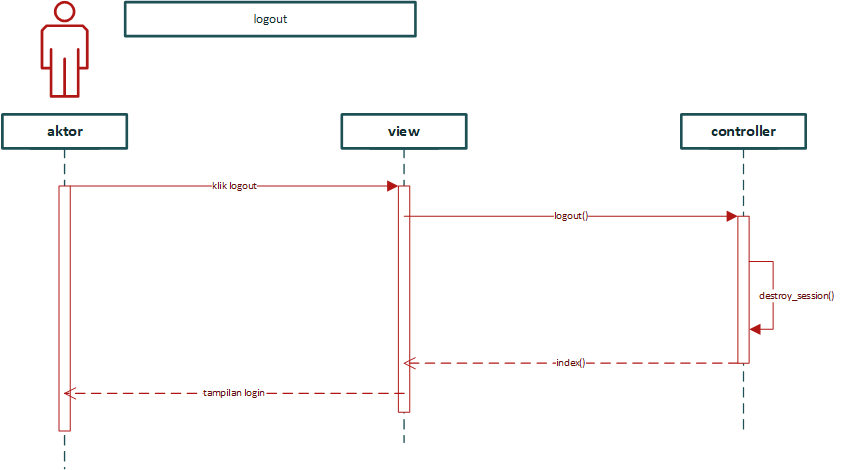 logout
aktor
view
controller
klik logout
logout()
destroy_session()
index()
tampilan login